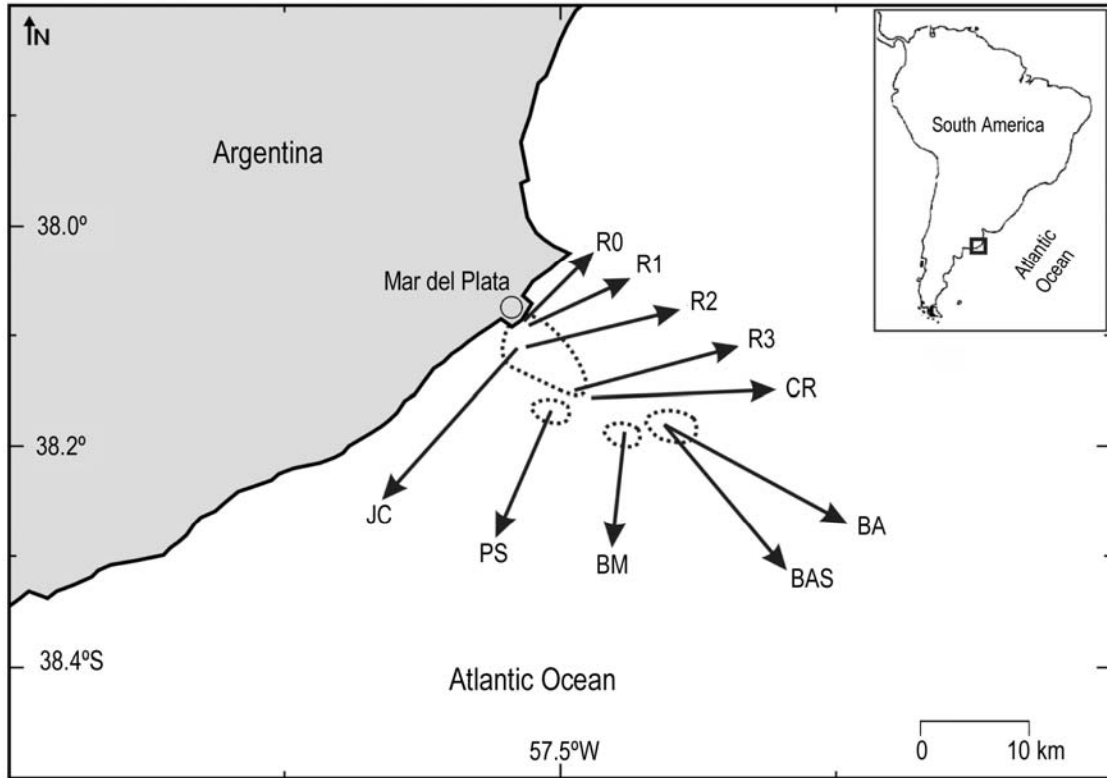 N
Argentina
South America
Atlantic
Ocean
38.0º
R0
R1
Mar del Plata
R2
R3
CR
38.2º
JC
PS
BM
BA
BAS
38.4ºS
Atlantic Ocean
57.5ºW
0 10 km